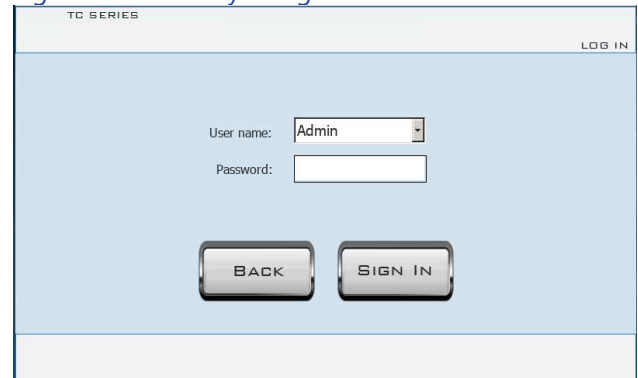 TC SERIES
LOG IN
User name: Admin
Password:
BACK SIGN IN